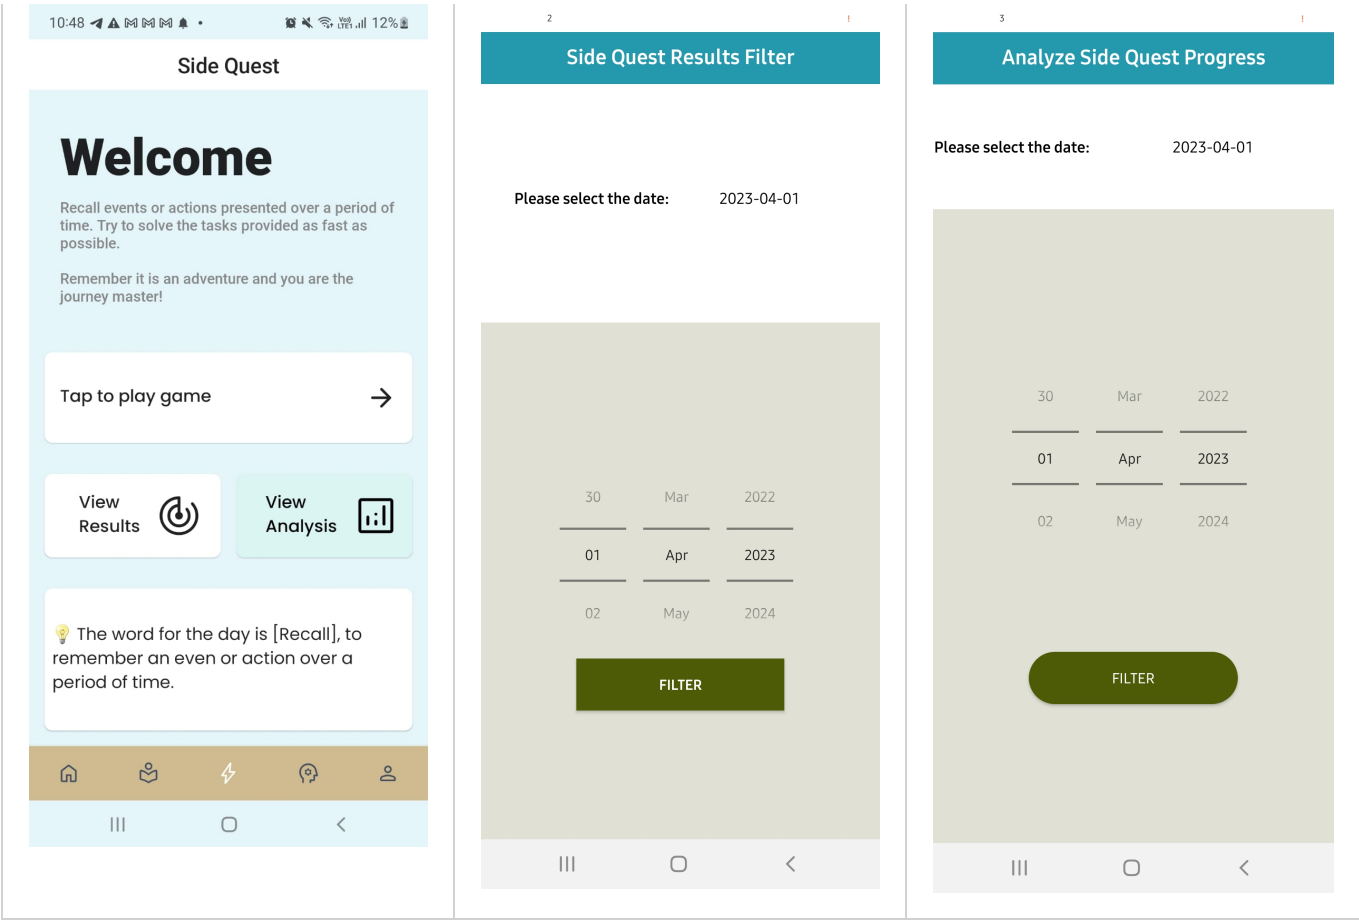 10:48
Vo))
LTE1
12%
Side Quest
Welcome
Recall events or actions presented over a period of
time. Try to solve the tasks provided as fast as
possible.
Remember it is an adventure and you are the
journey master!
Tap to play game
View
Results
View
Analysis
💡 The word for the day is [Recall], to
remember an even or action over a
period of time.
2
!
Side Quest Results Filter
Please select the date: 2023-04-01
30 Mar 2022
01 Apr 2023
02 May 2024
FILTER
3
!
Analyze Side Quest Progress
Please select the date: 2023-04-01
30 Mar 2022
01 Apr 2023
02 May 2024
FILTER